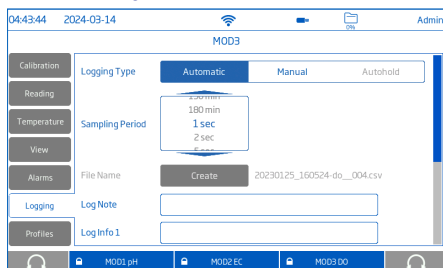 04:43:44 2024-03-14 0% Admin
MOD3
Calibration
Reading
Temperature
View
Alarms
Logging
Profiles
Logging Type Automatic Manual Autohold
180 min
Sampling Period 1 sec
2 sec
File Name Create 20230125_160524-do__004.csv
Log Note
Log Info 1
MOD1 pH MOD2 EC MOD3 DO